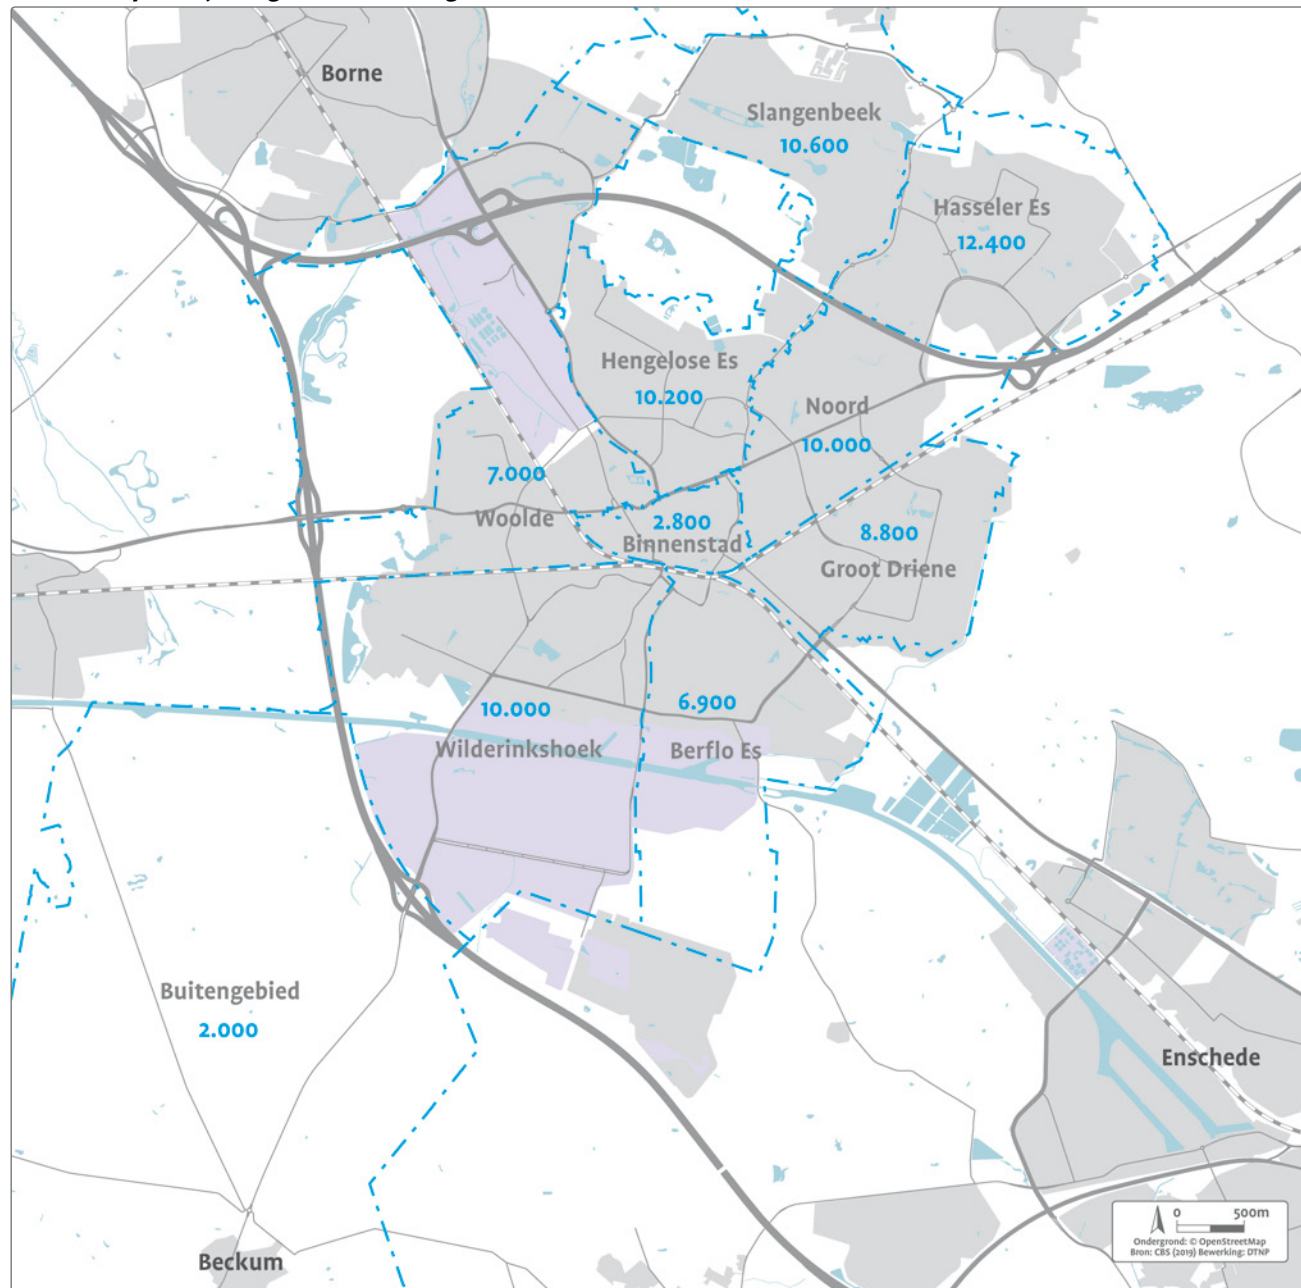 Borne
Slangenbeek
10.600
Hasseler Es
12.400
Hengelose Es
10.200
Noord
10.000
7.000
Woolde
2.800
Binnenstad
8.800
Groot Driene
10.000
Wilderinkshoek
6.900
Berflo Es
Buitengebied
2.000
Enschede
Beckum
0 500m
Ondergrond: © OpenStreetMap
Bron: CBS (2019) Bewerking: DTNP